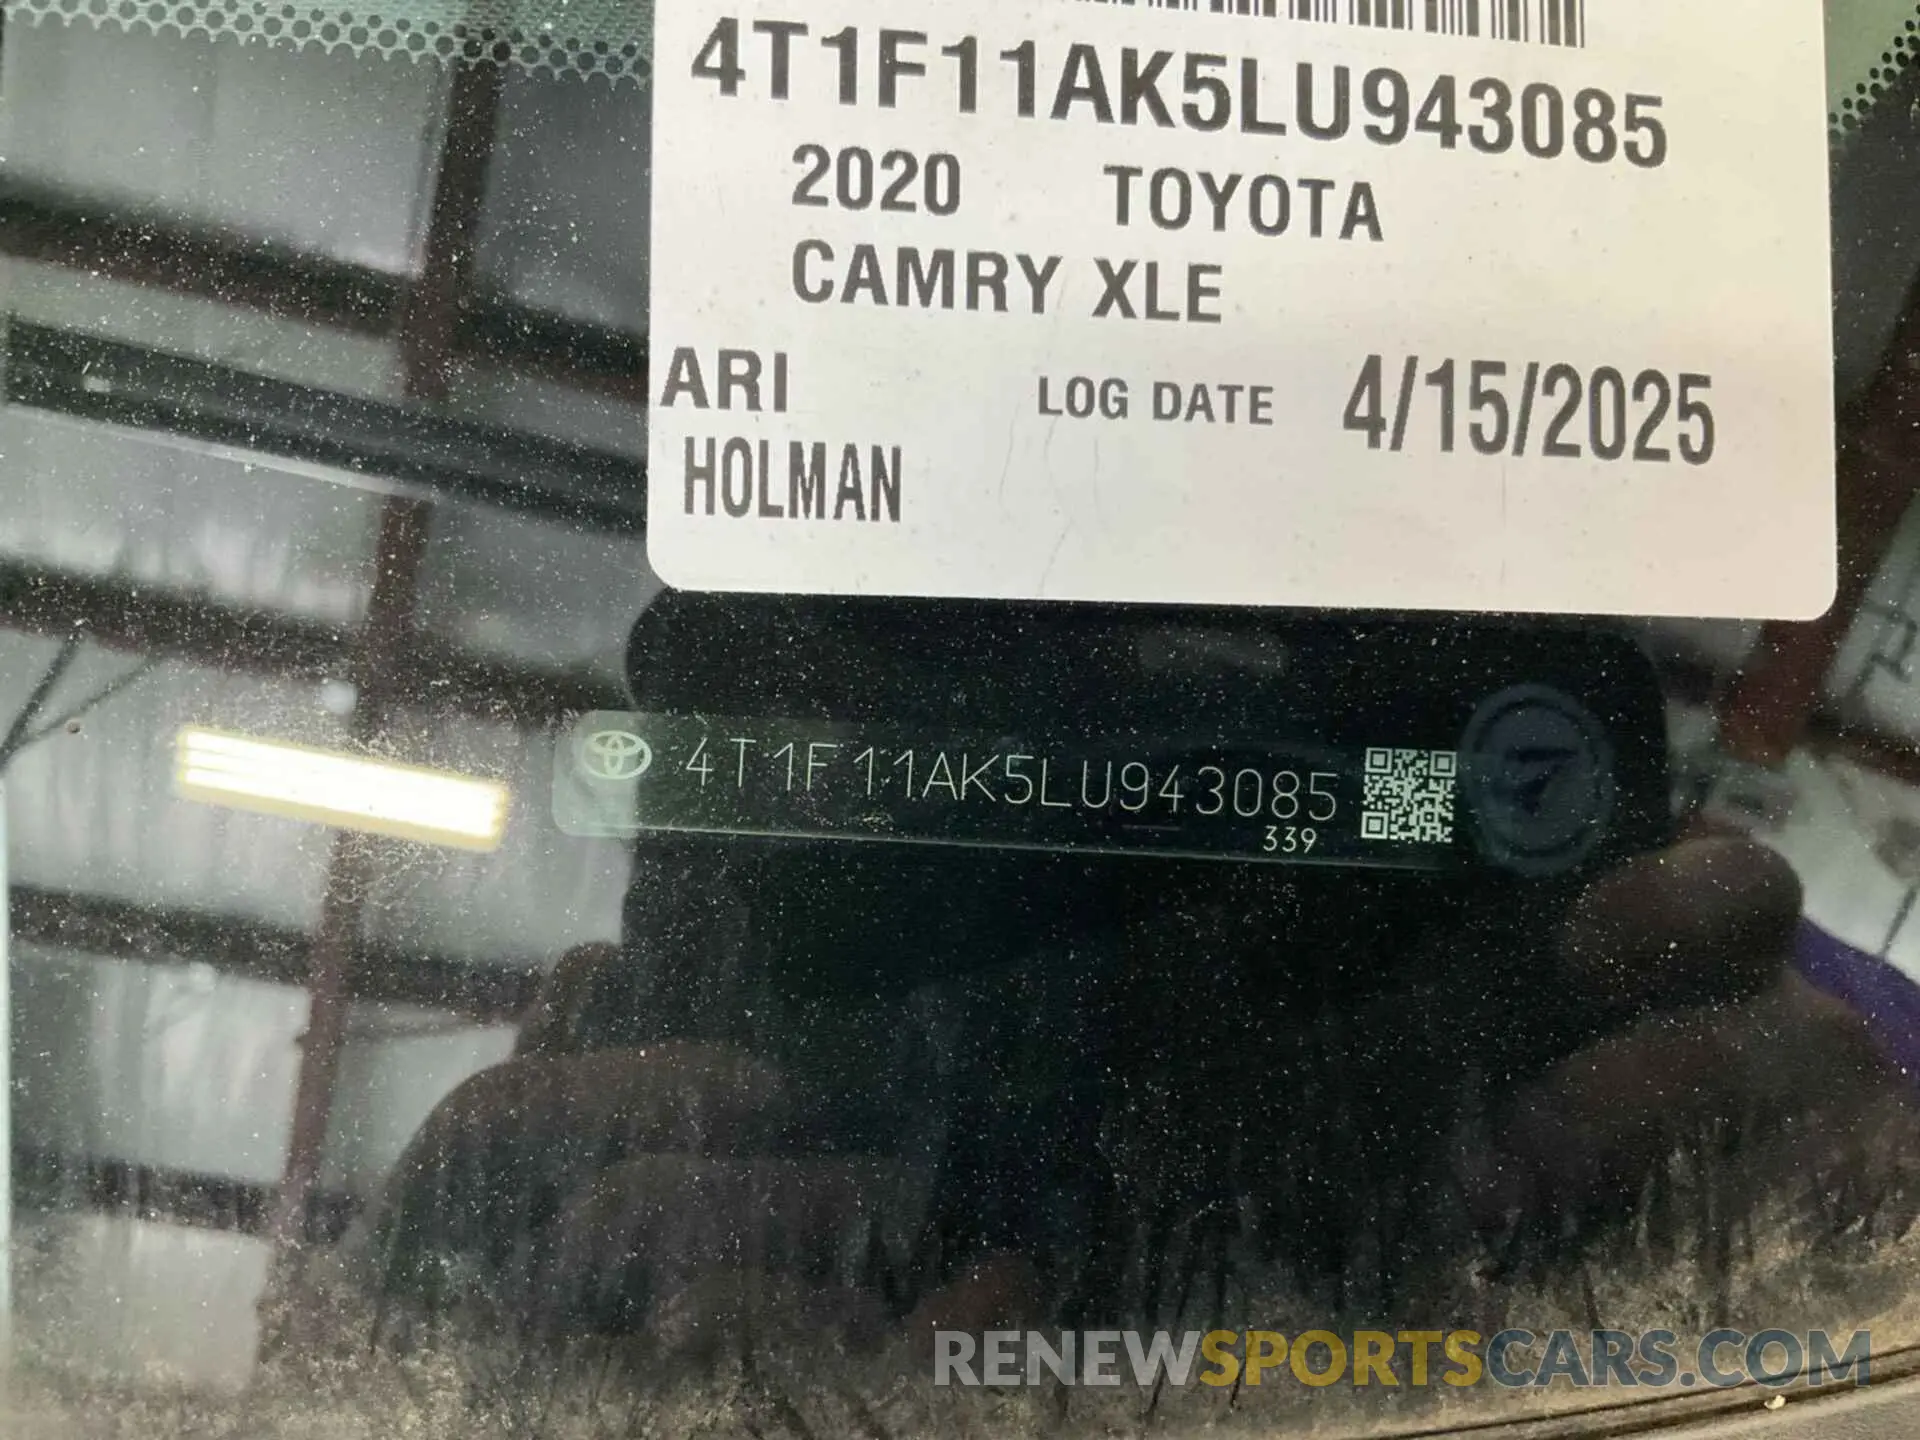 4T1F11AK5LU943085
2020 TOYOTA
CAMRY XLE
ARI LOG DATE 4/15/2025
HOLMAN
4T1F11AK5LU943085
339
RENEWSPORTSCARS.COM